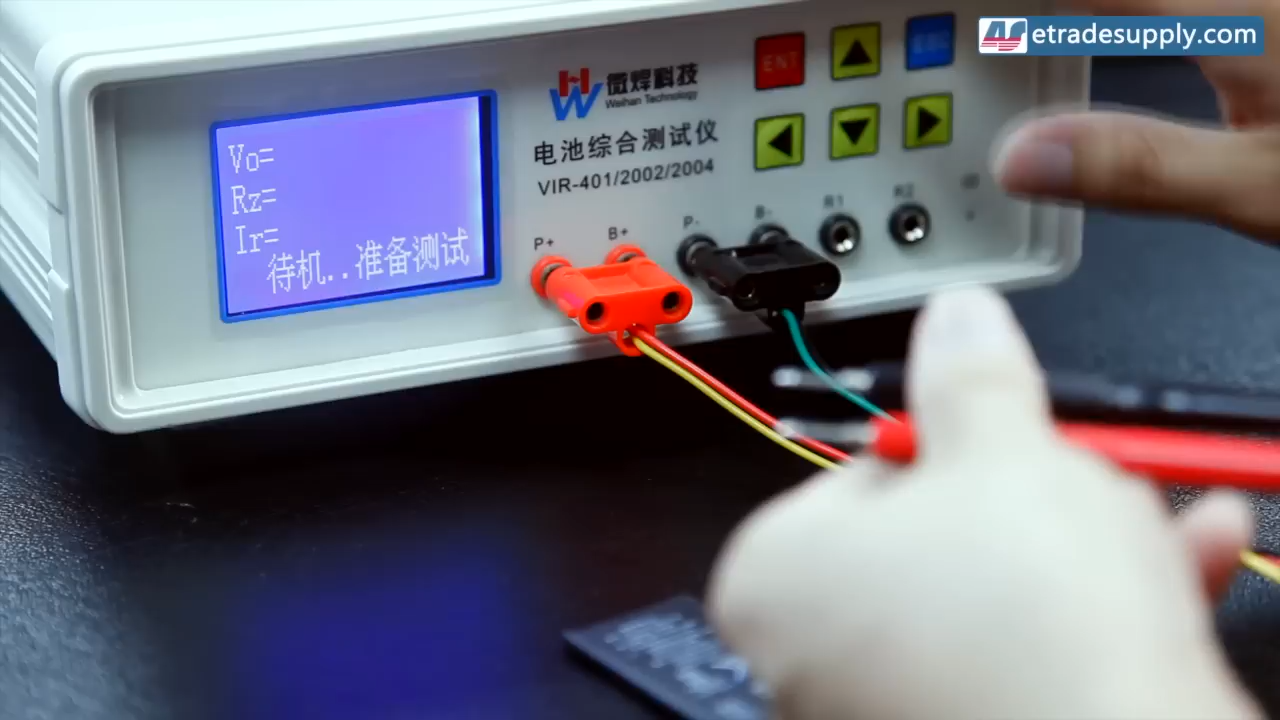 etradesupply.com
微焊科技
Weihan Technology
电池综合测试仪
VIR-401/2002/2004
ENT
Vo=
Rz=
Ir=
待机..准备测试
P+
B+
P-
B-
R1
R2